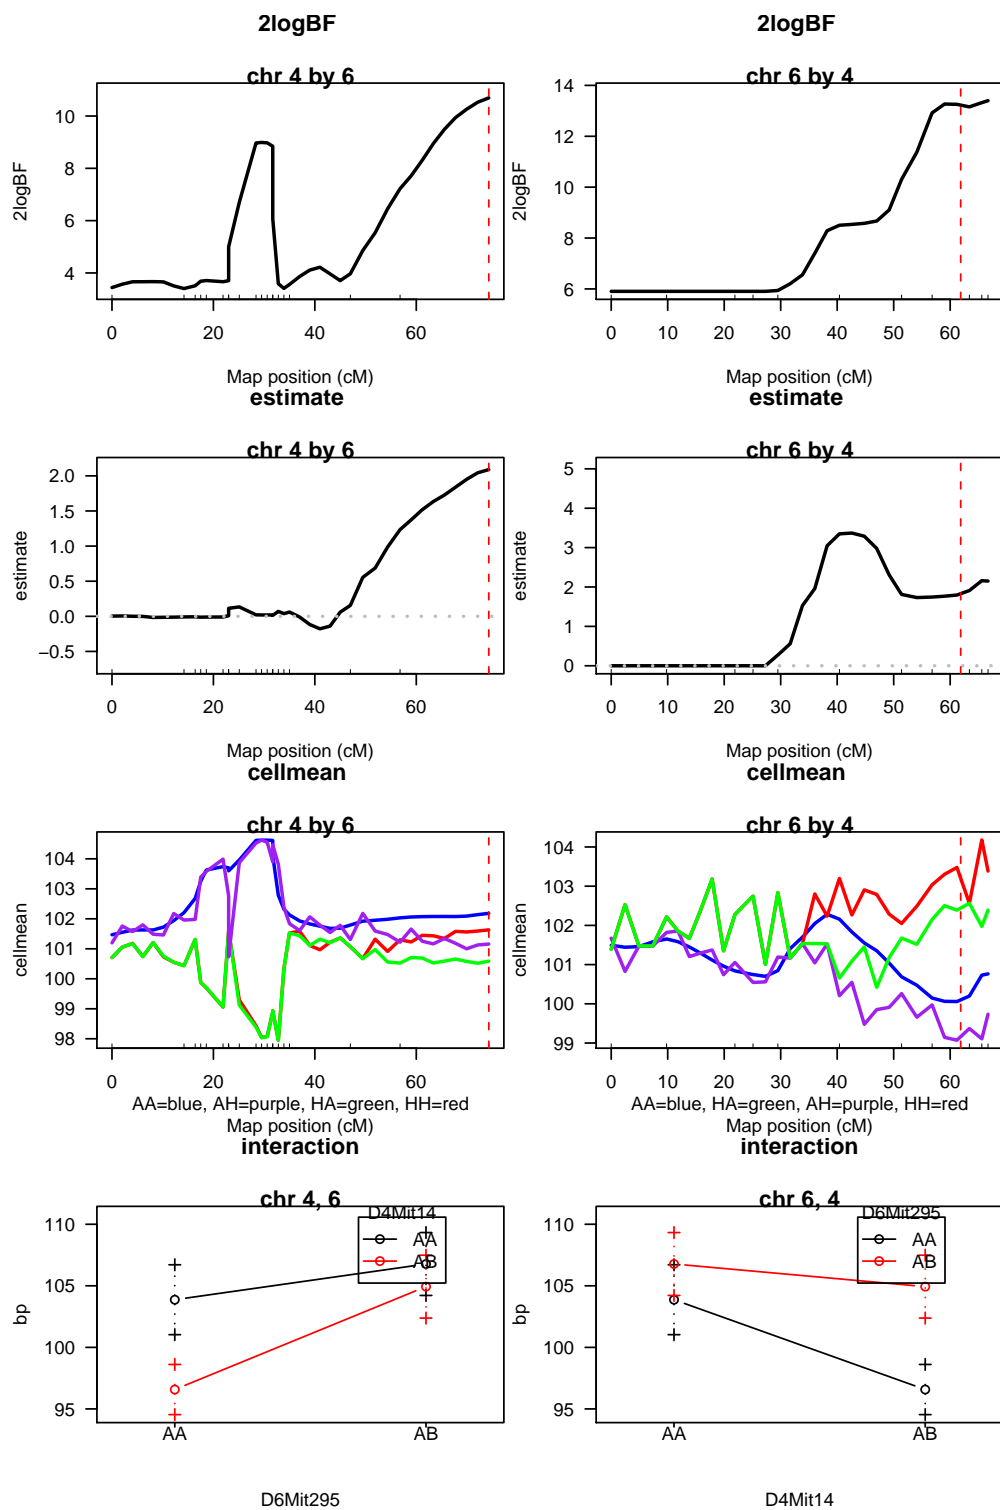 2logBF
chr 4 by 6
2logBF
10
8
6
4
0 20 40 60
Map position (cM)
2logBF
chr 6 by 4
2logBF
14
12
10
8
6
0 10 20 30 40 50 60
Map position (cM)
estimate
chr 4 by 6
estimate
2.0
1.5
1.0
0.5
0.0
−0.5
0 20 40 60
Map position (cM)
estimate
chr 6 by 4
estimate
5
4
3
2
1
0
0 10 20 30 40 50 60
Map position (cM)
cellmean
chr 4 by 6
cellmean
104
103
102
101
100
99
98
0 20 40 60
AA=blue, AH=purple, HA=green, HH=red
Map position (cM)
cellmean
chr 6 by 4
cellmean
104
103
102
101
100
99
0 10 20 30 40 50 60
AA=blue, HA=green, AH=purple, HH=red
Map position (cM)
interaction
chr 4, 6
bp
110
105
100
95
D4Mit14
AA
AB
AA AB
D6Mit295
interaction
chr 6, 4
bp
110
105
100
95
D6Mit295
AA
AB
AA AB
D4Mit14